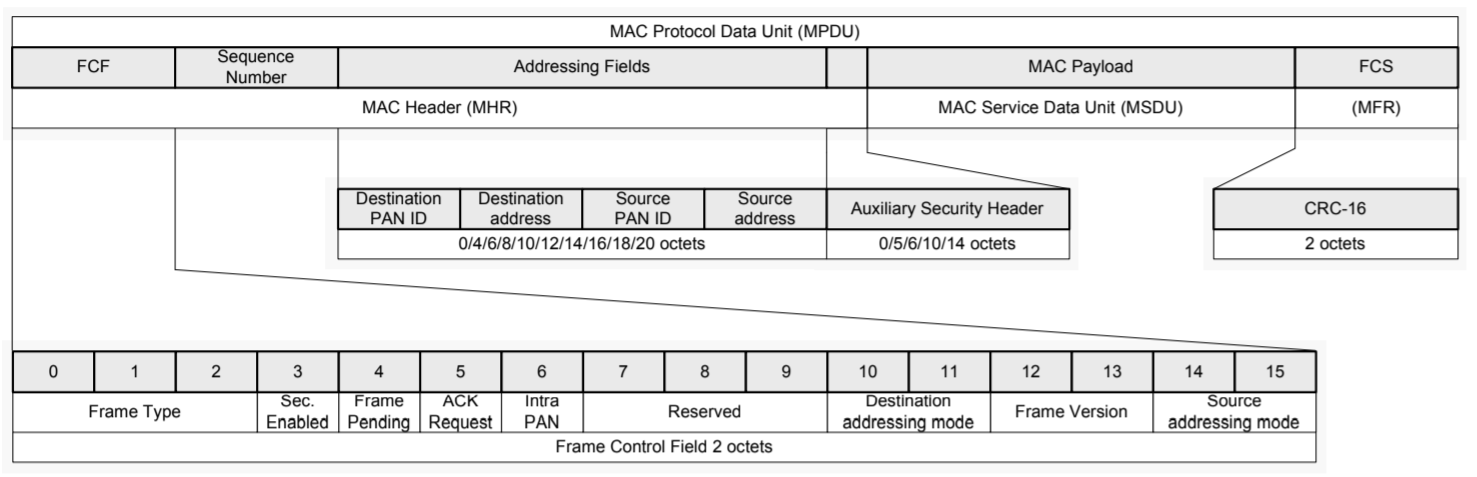 MAC Protocol Data Unit (MPDU)
FCF
Sequence
Number
Addressing Fields
MAC Payload
FCS
MAC Header (MHR)
MAC Service Data Unit (MSDU)
(MFR)
Destination
PAN ID
Destination
address
Source
PAN ID
Source
address
Auxiliary Security Header
CRC-16
0/4/6/8/10/12/14/16/18/20 octets
0/5/6/10/14 octets
2 octets
0 1 2 3 4 5 6 7 8 9 10 11 12 13 14 15
Frame Type
Sec.
Enabled
Frame
Pending
ACK
Request
Intra
PAN
Reserved
Destination
addressing mode
Frame Version
Source
addressing mode
Frame Control Field 2 octets